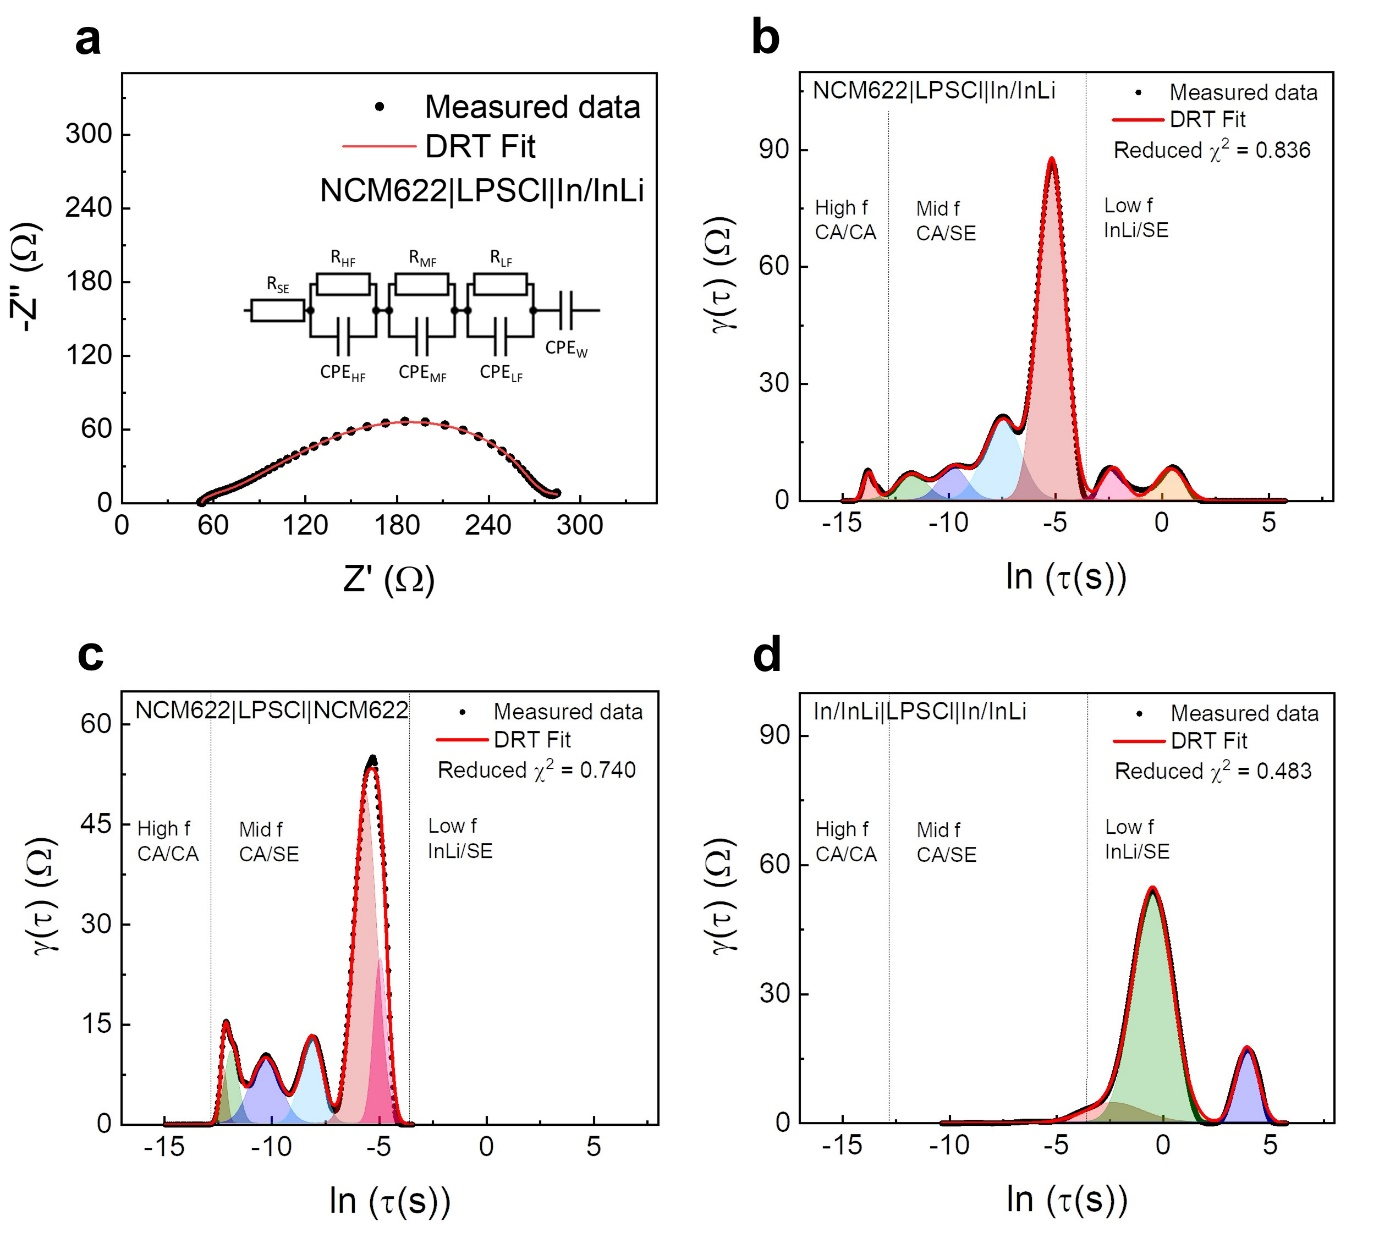 a
Measured data
DRT Fit
NCM622|LPSCl|In/InLi
R_SE
R_HF
R_MF
R_LF
CPE_HF
CPE_MF
CPE_LF
CPE_W
300
240
180
120
60
0
0
60
120
180
240
300
-Z'' (Ω)
Z' (Ω)
b
NCM622|LPSCl|In/InLi
Measured data
DRT Fit
Reduced χ² = 0.836
High f
CA/CA
Mid f
CA/SE
Low f
InLi/SE
90
60
30
0
-15
-10
-5
0
5
γ(τ) (Ω)
ln (τ(s))
c
NCM622|LPSCl|NCM622
Measured data
DRT Fit
Reduced χ² = 0.740
High f
CA/CA
Mid f
CA/SE
Low f
InLi/SE
60
45
30
15
0
-15
-10
-5
0
5
γ(τ) (Ω)
ln (τ(s))
d
In/InLi|LPSCl|In/InLi
Measured data
DRT Fit
Reduced χ² = 0.483
High f
CA/CA
Mid f
CA/SE
Low f
InLi/SE
90
60
30
0
-15
-10
-5
0
5
γ(τ) (Ω)
ln (τ(s))